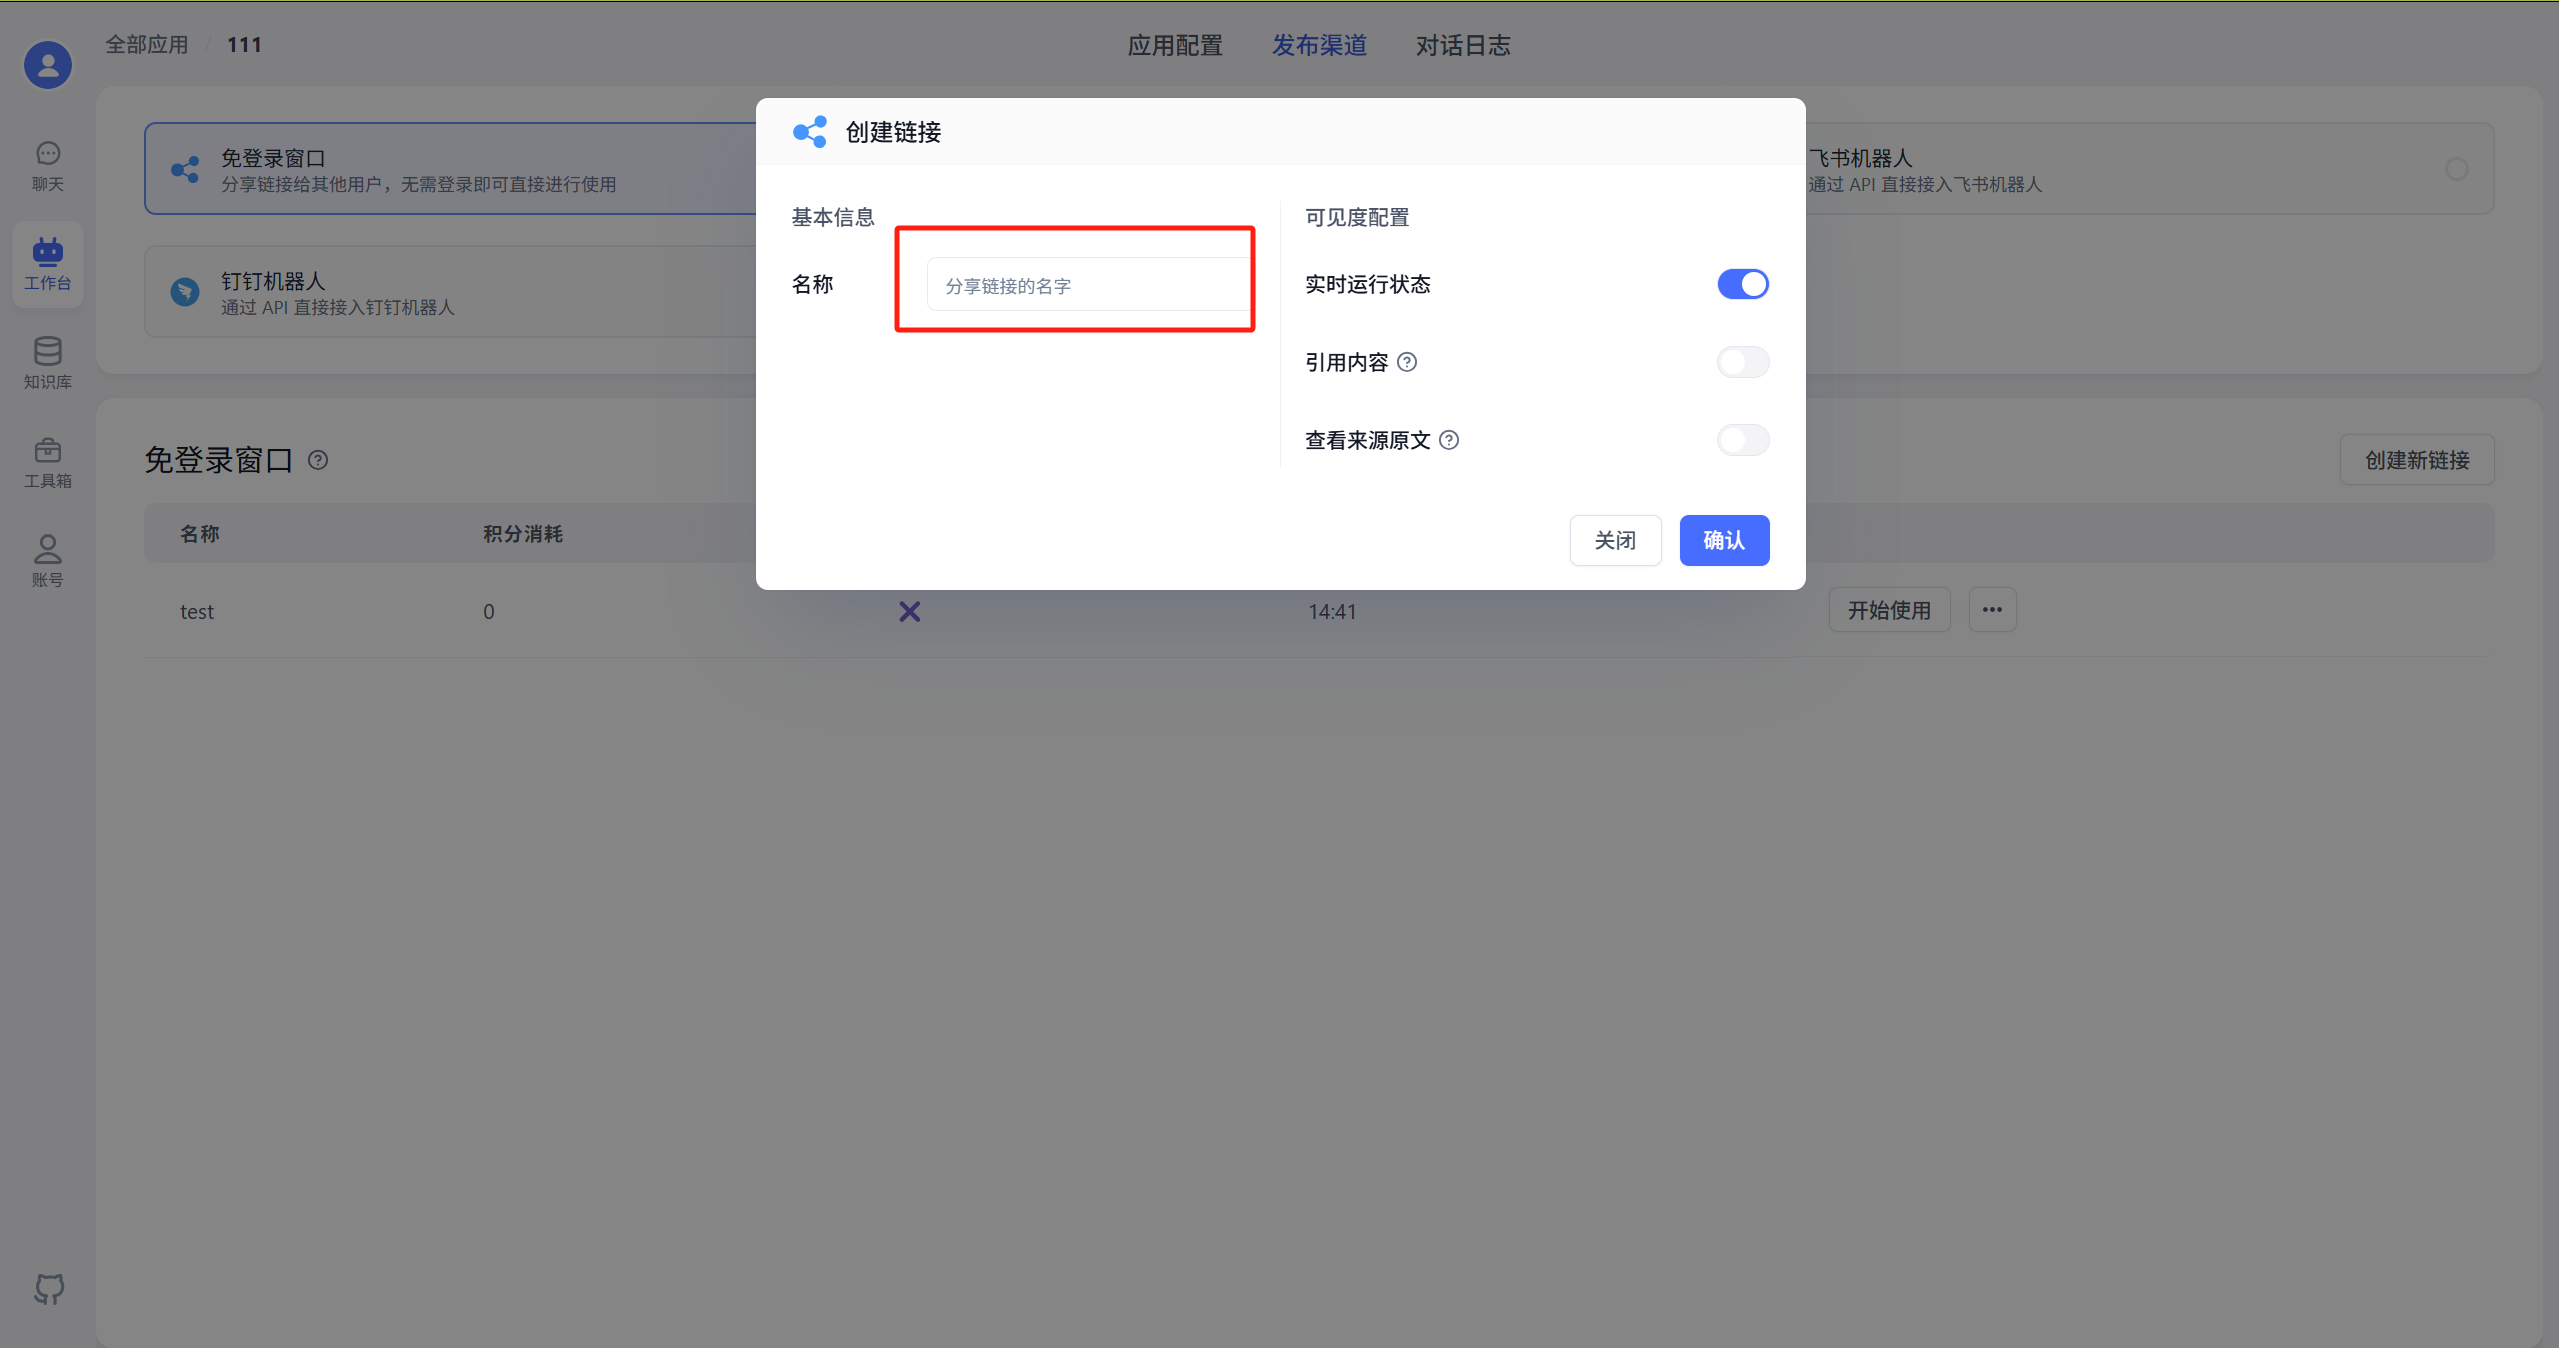 全部应用 / 111
应用配置
发布渠道
对话日志
聊天
工作台
知识库
工具箱
账号
免登录窗口
分享链接给其他用户，无需登录即可直接进行使用
飞书机器人
通过 API 直接接入飞书机器人
钉钉机器人
通过 API 直接接入钉钉机器人
创建链接
基本信息
名称
分享链接的名字
可见度配置
实时运行状态
引用内容
查看来源原文
关闭
确认
免登录窗口
创建新链接
名称
积分消耗
test
0
14:41
开始使用